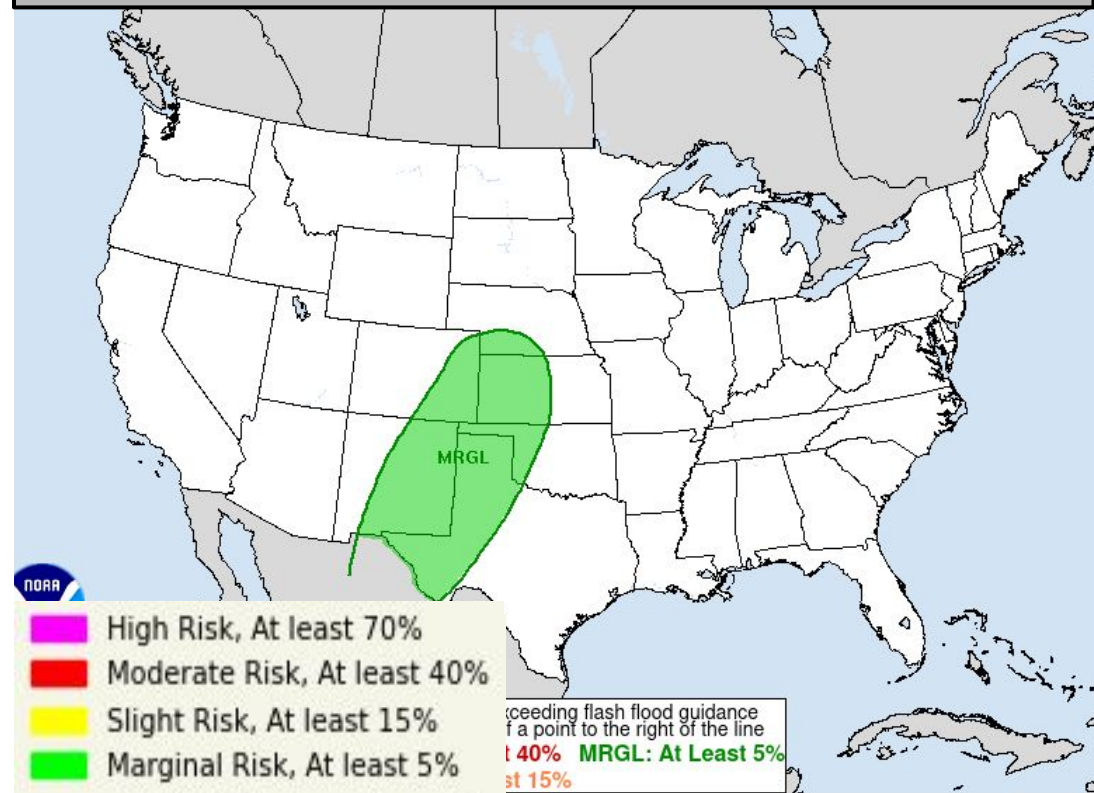 MRGL
NOAA
High Risk, At least 70%
Moderate Risk, At least 40%
Slight Risk, At least 15%
Marginal Risk, At least 5%
xceeding flash flood guidance
f a point to the right of the line
t 40% MRGL: At Least 5%
st 15%